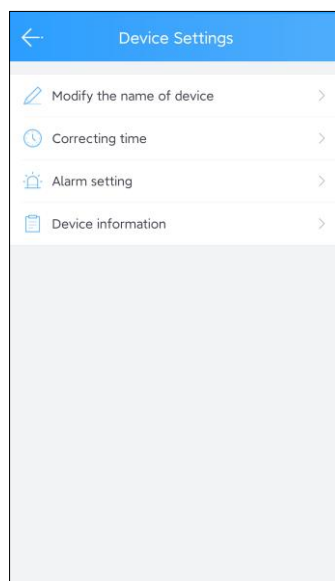 Device Settings
Modify the name of device
Correcting time
Alarm setting
Device information